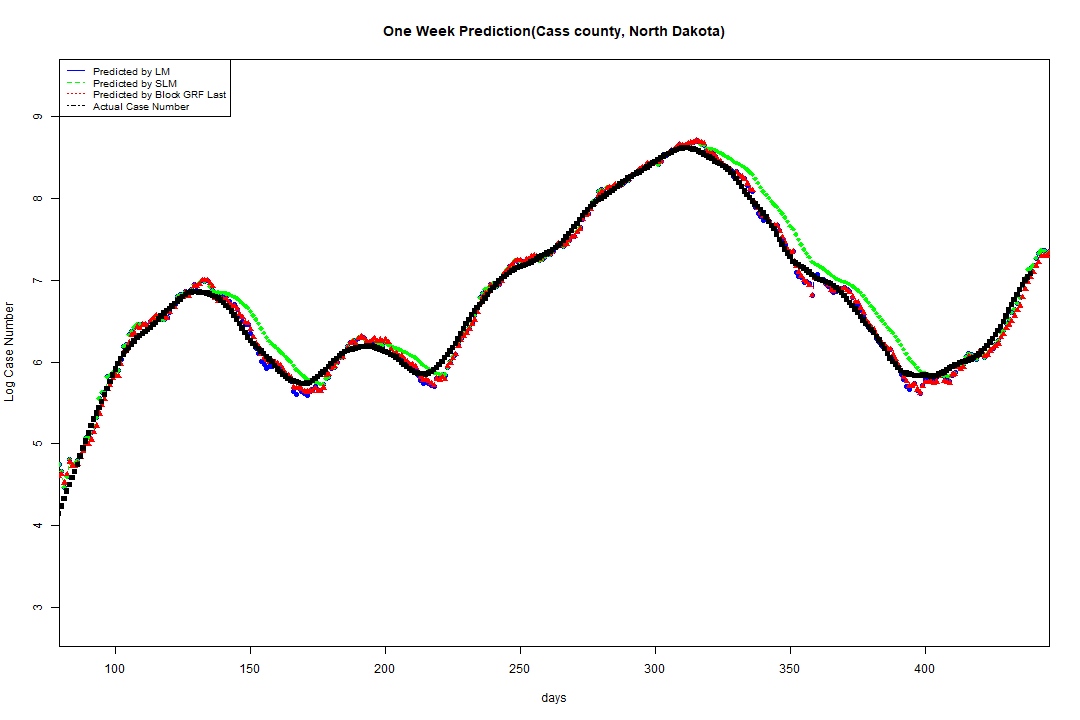 One Week Prediction(Cass county, North Dakota)
Predicted by LM
Predicted by SLM
Predicted by Block GRF Last
Actual Case Number
Log Case Number
9
8
7
6
5
4
3
100 150 200 250 300 350 400
days